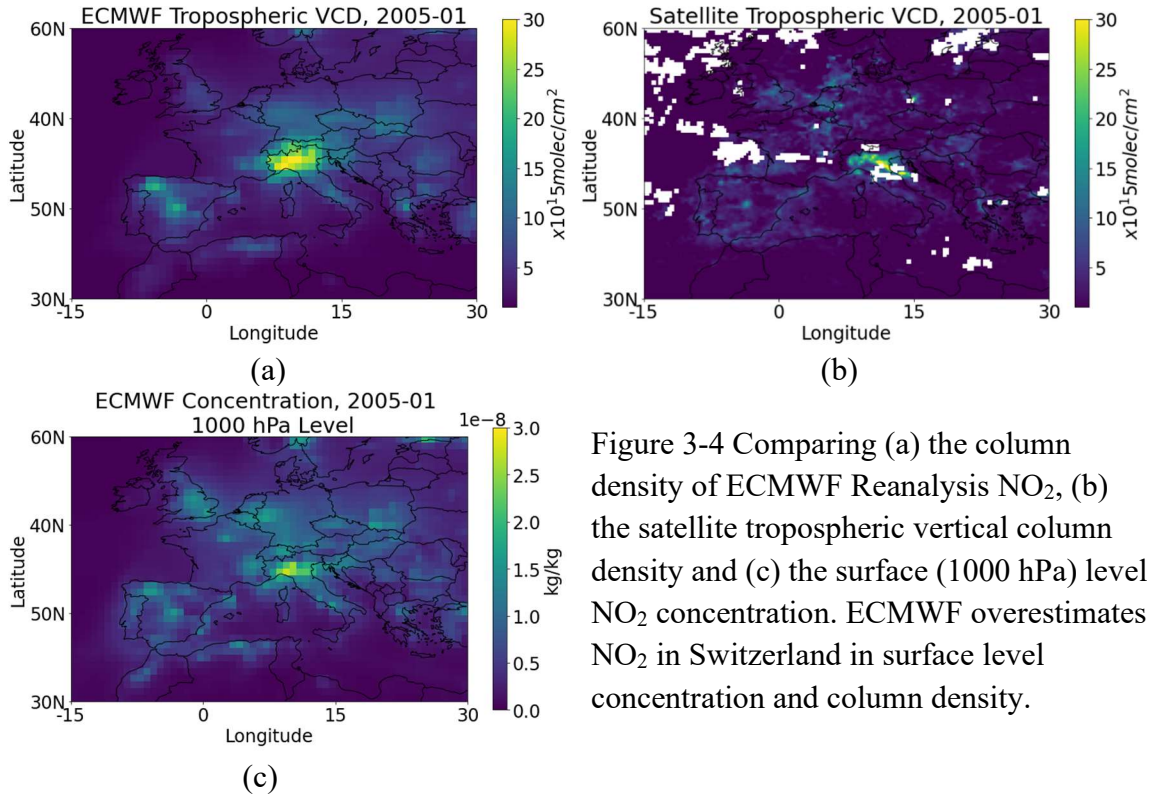 ECMWF Tropospheric VCD, 2005-01
60N
40N
50N
30N
Latitude
-15
0
15
30
Longitude
30
25
20
15
10
5
x10^15 molec/cm^2
(a)
Satellite Tropospheric VCD, 2005-01
60N
40N
50N
30N
Latitude
-15
0
15
30
Longitude
30
25
20
15
10
5
x10^15 molec/cm^2
(b)
ECMWF Concentration, 2005-01
1000 hPa Level
1e-8
60N
40N
50N
30N
Latitude
-15
0
15
30
Longitude
3.0
2.5
2.0
1.5
1.0
0.5
0.0
kg/kg
(c)
Figure 3-4 Comparing (a) the column
density of ECMWF Reanalysis NO₂, (b)
the satellite tropospheric vertical column
density and (c) the surface (1000 hPa) level
NO₂ concentration. ECMWF overestimates
NO₂ in Switzerland in surface level
concentration and column density.